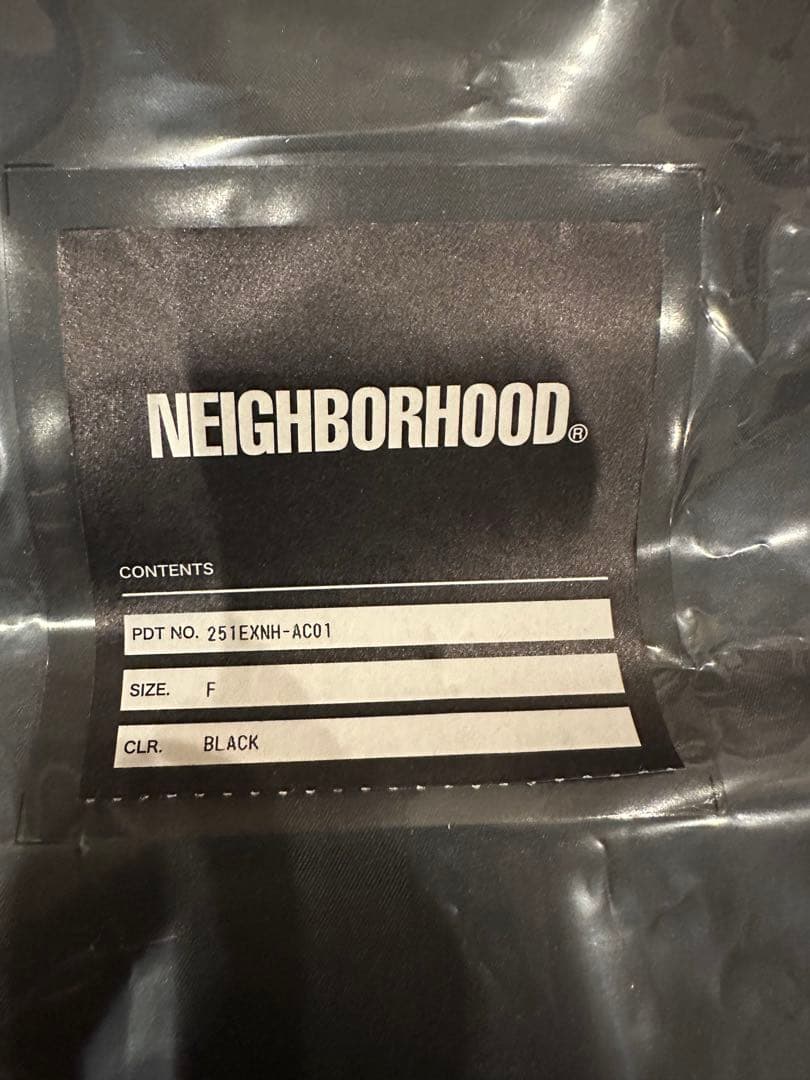 NEIGHBORHOOD®
CONTENTS
PDT NO. 251EXNH-AC01
SIZE. F
CLR. BLACK